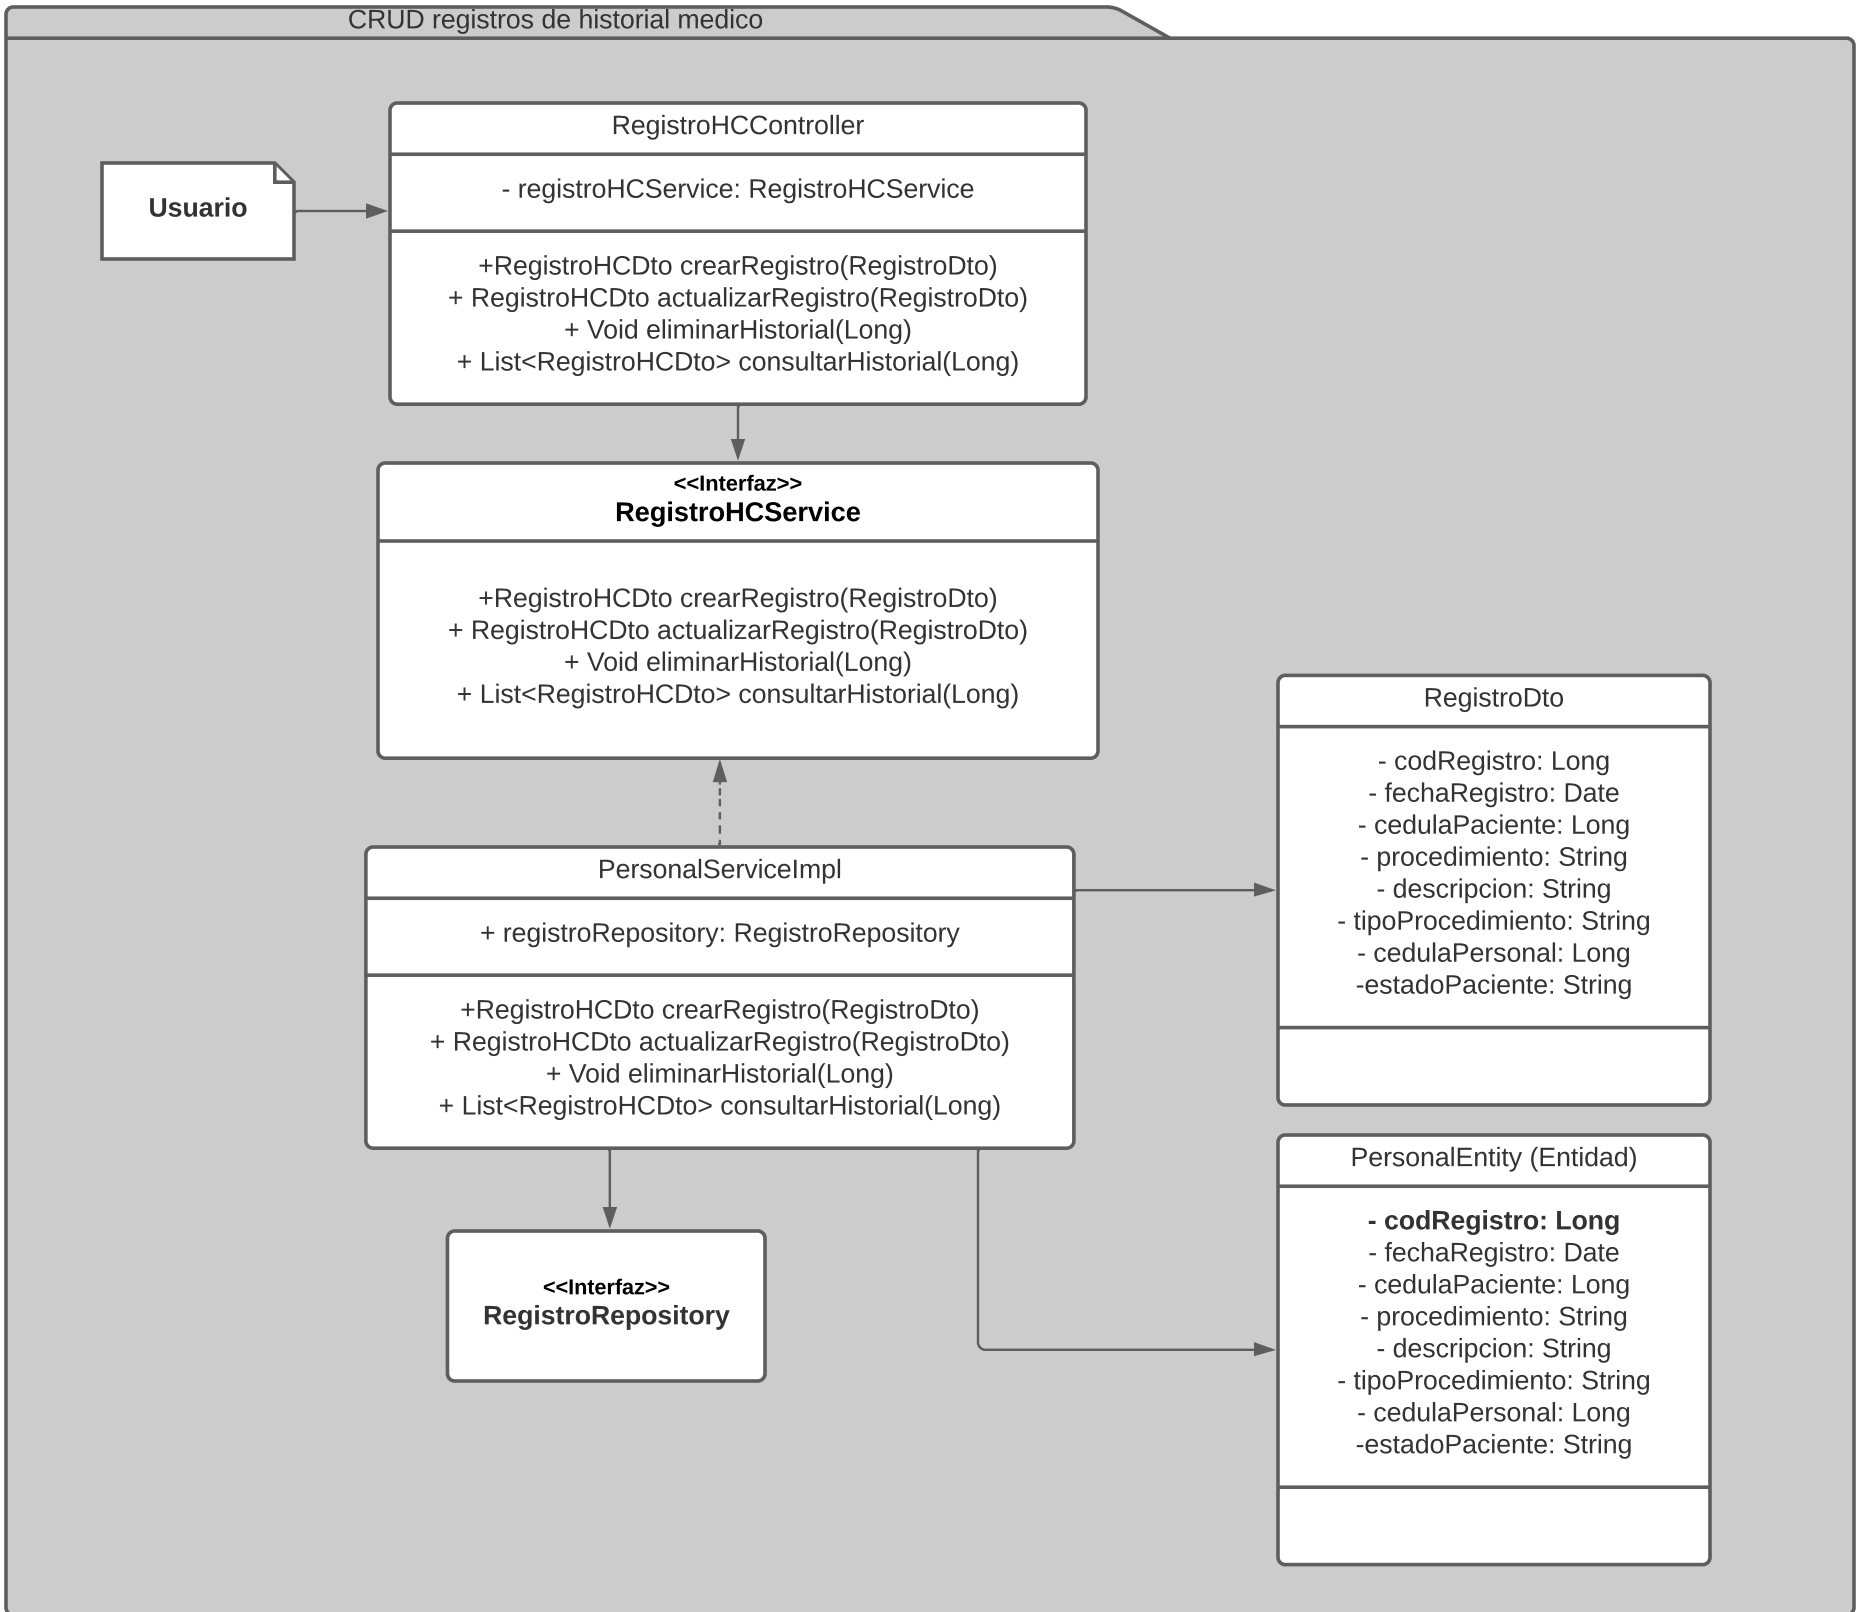 CRUD registros de historial medico
RegistroHCController
- registroHCService: RegistroHCService
+RegistroHCDto crearRegistro(RegistroDto)
+ RegistroHCDto actualizarRegistro(RegistroDto)
+ Void eliminarHistorial(Long)
+ List<RegistroHCDto> consultarHistorial(Long)
Usuario
<<Interfaz>>
RegistroHCService
+RegistroHCDto crearRegistro(RegistroDto)
+ RegistroHCDto actualizarRegistro(RegistroDto)
+ Void eliminarHistorial(Long)
+ List<RegistroHCDto> consultarHistorial(Long)
PersonalServiceImpl
+ registroRepository: RegistroRepository
+RegistroHCDto crearRegistro(RegistroDto)
+ RegistroHCDto actualizarRegistro(RegistroDto)
+ Void eliminarHistorial(Long)
+ List<RegistroHCDto> consultarHistorial(Long)
<<Interfaz>>
RegistroRepository
RegistroDto
- codRegistro: Long
- fechaRegistro: Date
- cedulaPaciente: Long
- procedimiento: String
- descripcion: String
- tipoProcedimiento: String
- cedulaPersonal: Long
-estadoPaciente: String
PersonalEntity (Entidad)
- codRegistro: Long
- fechaRegistro: Date
- cedulaPaciente: Long
- procedimiento: String
- descripcion: String
- tipoProcedimiento: String
- cedulaPersonal: Long
-estadoPaciente: String